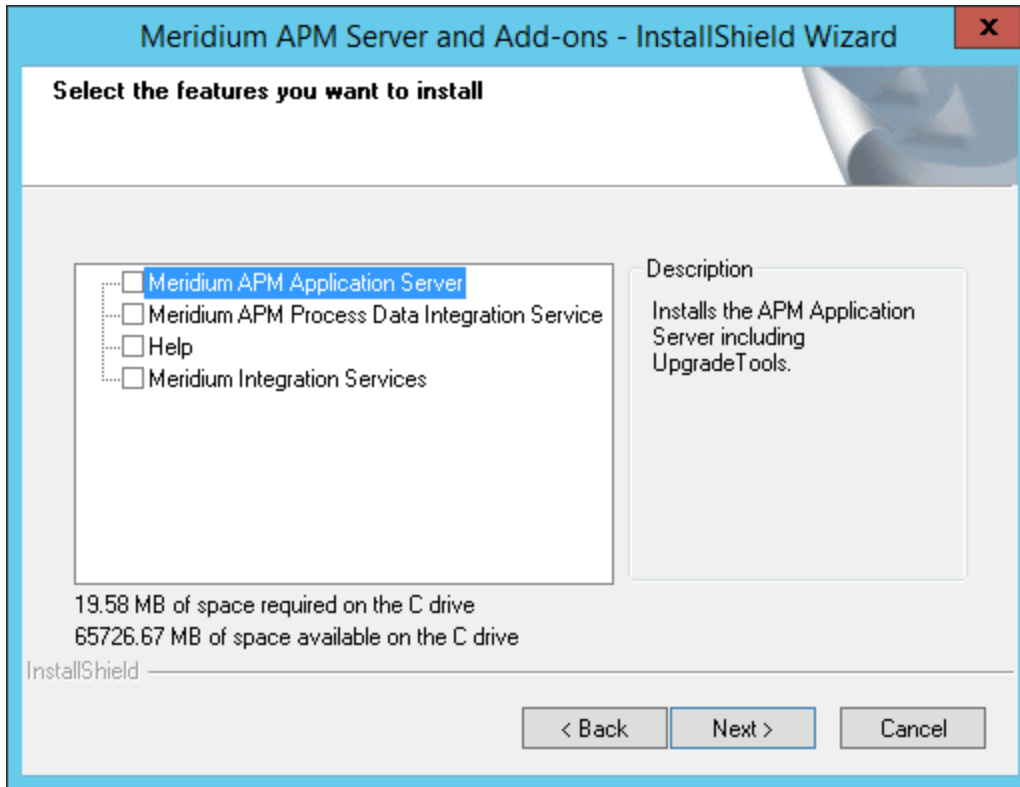 Meridium APM Server and Add-ons - InstallShield Wizard
x
Select the features you want to install
Meridium APM Application Server
Meridium APM Process Data Integration Service
Help
Meridium Integration Services
Description
Installs the APM Application
Server including
UpgradeTools.
19.58 MB of space required on the C drive
65726.67 MB of space available on the C drive
InstallShield
< Back
Next >
Cancel